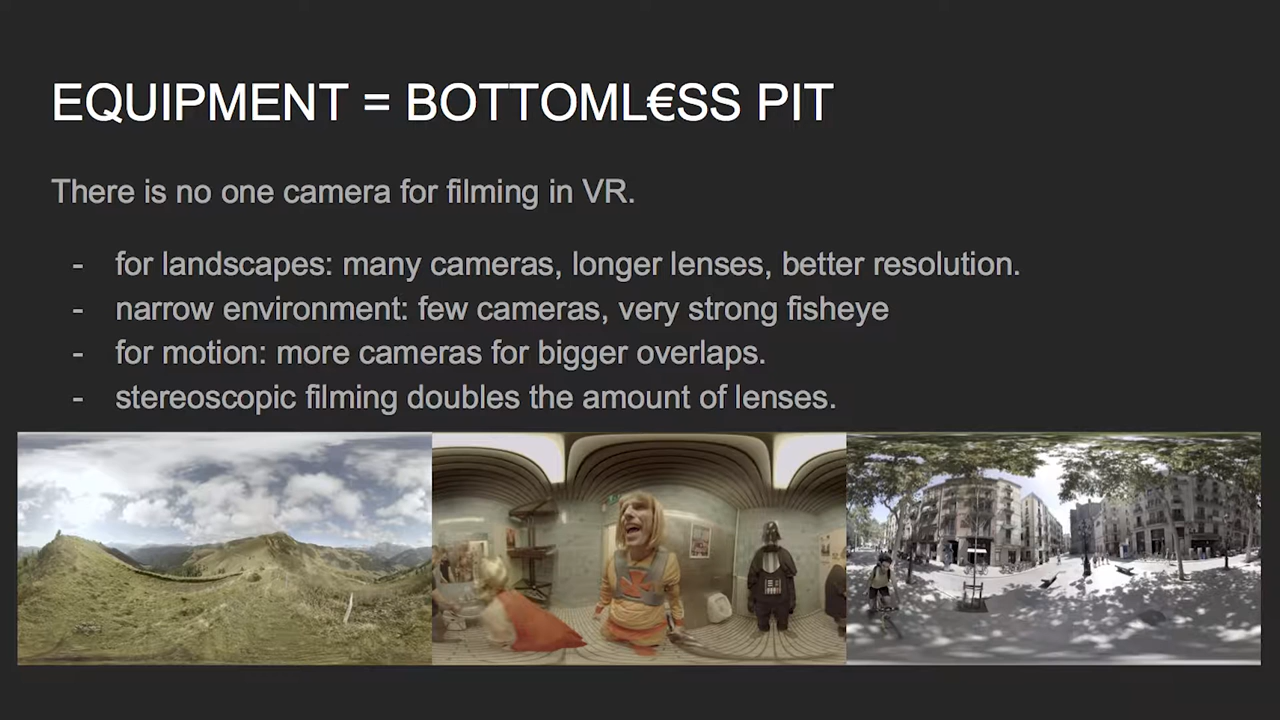 EQUIPMENT = BOTTOML€SS PIT
There is no one camera for filming in VR.
- for landscapes: many cameras, longer lenses, better resolution.
- narrow environment: few cameras, very strong fisheye
- for motion: more cameras for bigger overlaps.
- stereoscopic filming doubles the amount of lenses.